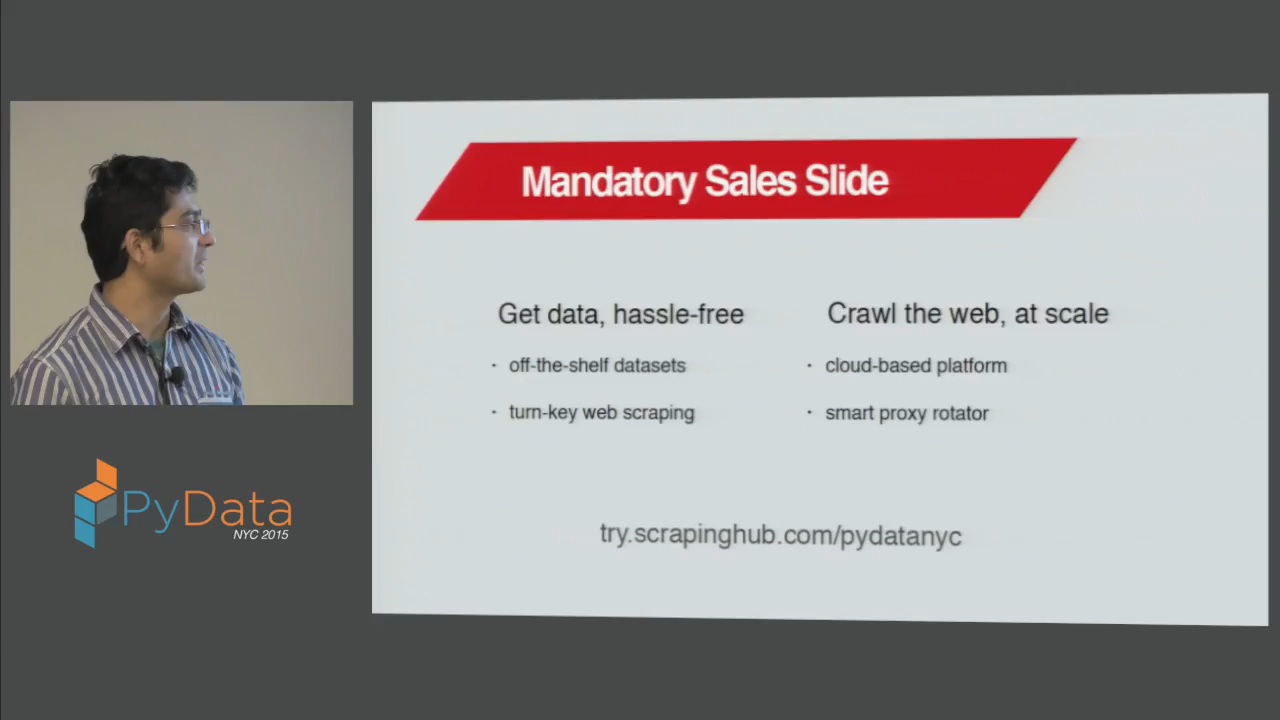 Mandatory Sales Slide
Get data, hassle-free
· off-the-shelf datasets
· turn-key web scraping
Crawl the web, at scale
· cloud-based platform
· smart proxy rotator
try.scrapinghub.com/pydatanyc
PyData
NYC 2015